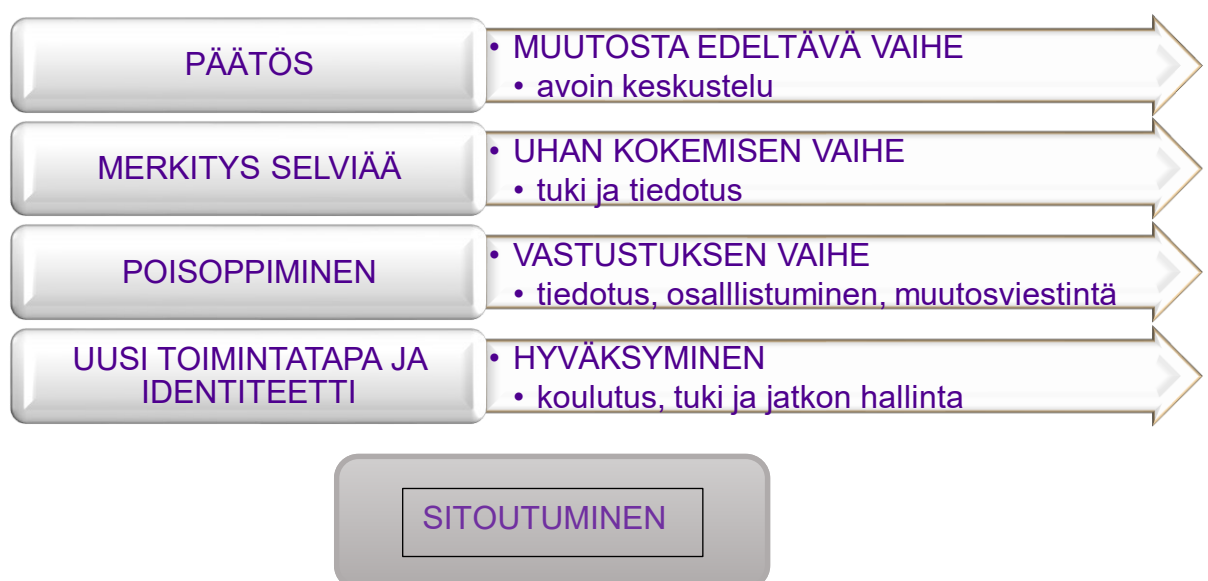 PÄÄTÖS
• MUUTOSTA EDELTÄVÄ VAIHE
• avoin keskustelu
MERKITYS SELVIÄÄ
• UHAN KOKEMISEN VAIHE
• tuki ja tiedotus
POISOPPIMINEN
• VASTUSTUKSEN VAIHE
• tiedotus, osalllistuminen, muutosviestintä
UUSI TOIMINTATAPA JA
IDENTITEETTI
• HYVÄKSYMINEN
• koulutus, tuki ja jatkon hallinta
SITOUTUMINEN